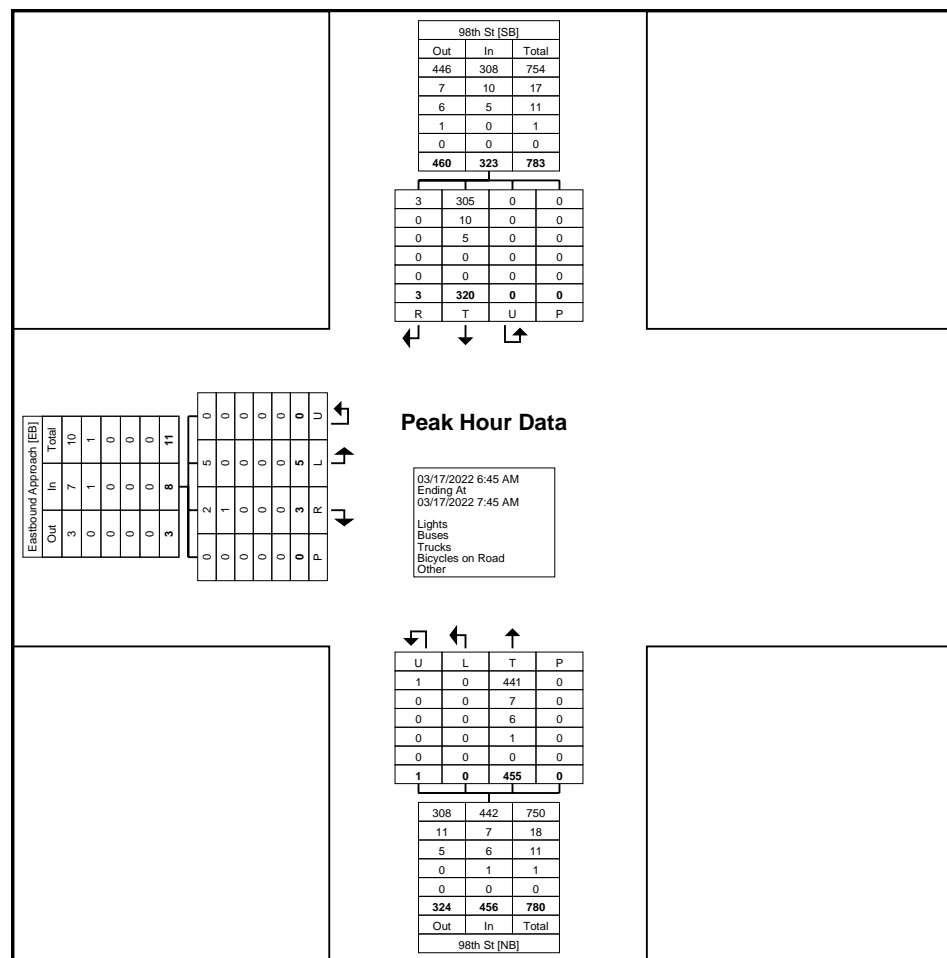 98th St [SB]
Out In Total
446 308 754
7 10 17
6 5 11
1 0 1
0 0 0
460 323 783
3 305 0 0
0 10 0 0
0 5 0 0
0 0 0 0
0 0 0 0
3 320 0 0
R T U P
Eastbound Approach [EB]
Out In Total
3 7 10
0 1 1
0 0 0
0 0 0
0 0 0
3 8 11
0 2 5 0
0 1 0 0
0 0 0 0
0 0 0 0
0 0 0 0
0 3 5 0
P R L U
Peak Hour Data
03/17/2022 6:45 AM
Ending At
03/17/2022 7:45 AM
Lights
Buses
Trucks
Bicycles on Road
Other
U L T P
1 0 441 0
0 0 7 0
0 0 6 0
0 0 1 0
0 0 0 0
1 0 455 0
308 442 750
11 7 18
5 6 11
0 1 1
0 0 0
324 456 780
Out In Total
98th St [NB]